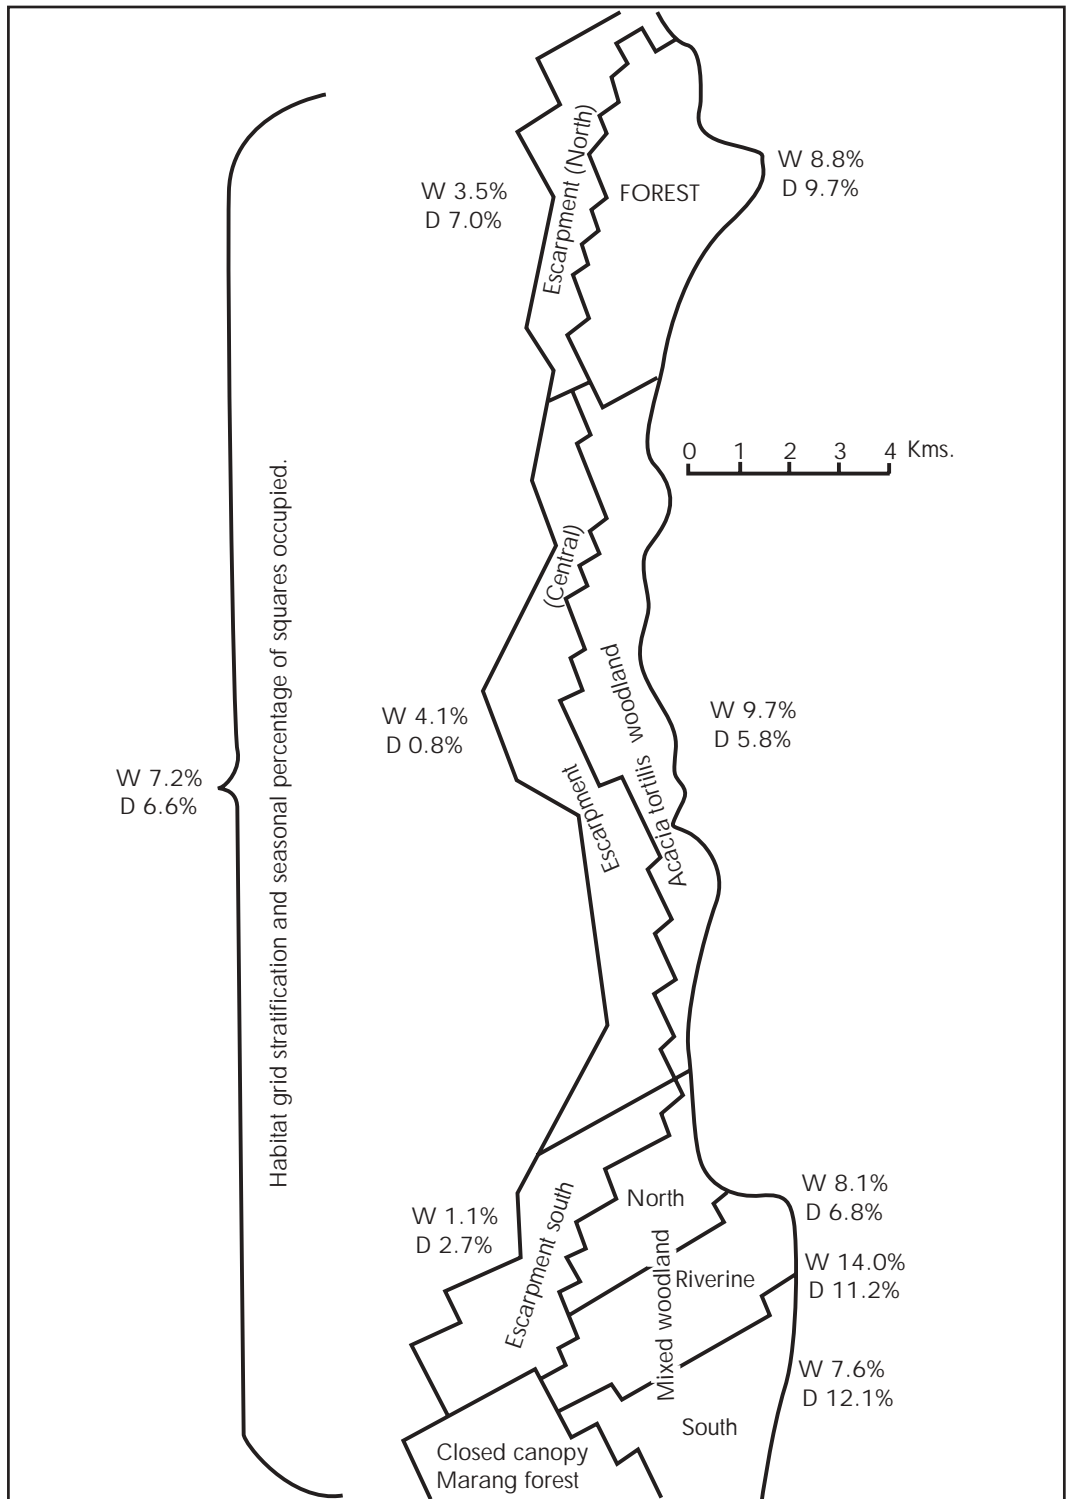 Escarpment (North)
FOREST
W 8.8%
D 9.7%
W 3.5%
D 7.0%
0 1 2 3 4 Kms.
Habitat grid stratification and seasonal percentage of squares occupied.
(Central)
Escarpment
Acacia tortilis woodland
W 4.1%
D 0.8%
W 9.7%
D 5.8%
W 7.2%
D 6.6%
W 1.1%
D 2.7%
Escarpment south
North
Mixed woodland
Riverine
South
W 8.1%
D 6.8%
W 14.0%
D 11.2%
W 7.6%
D 12.1%
Closed canopy
Marang forest